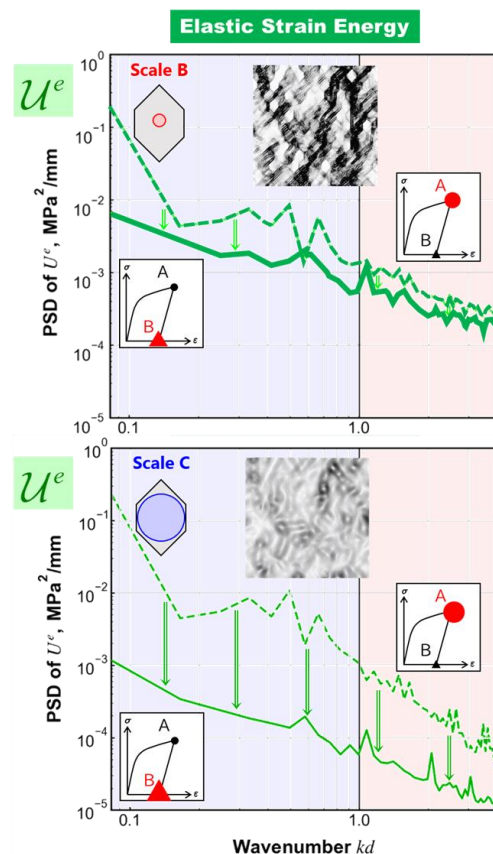 Elastic Strain Energy
𝒰ᵉ
Scale B
PSD of Uᵉ, MPa²/mm
10⁰
10⁻¹
10⁻²
10⁻³
10⁻⁴
10⁻⁵
σ
A
B
ε
σ
A
B
ε
0.1
1.0
𝒰ᵉ
Scale C
PSD of Uᵉ, MPa²/mm
10⁰
10⁻¹
10⁻²
10⁻³
10⁻⁴
10⁻⁵
σ
A
B
ε
σ
A
B
ε
0.1
1.0
Wavenumber kd